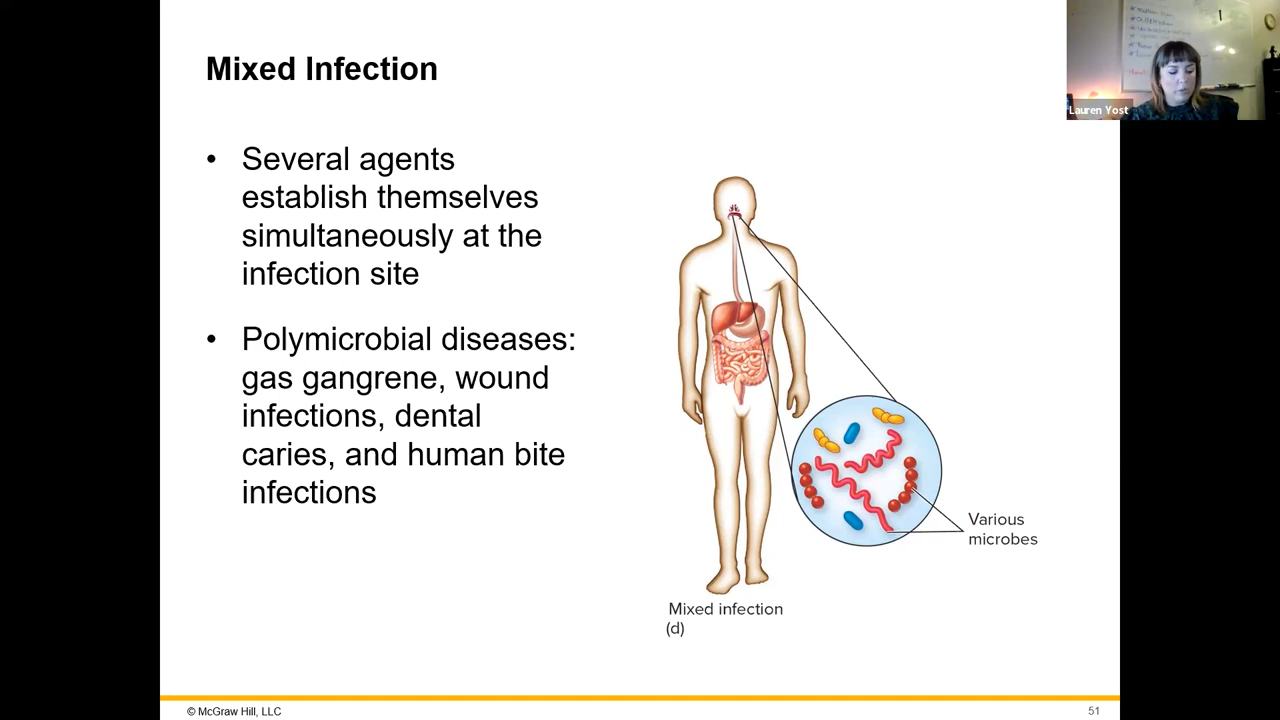 Mixed Infection
Lauren Yost
• Several agents
establish themselves
simultaneously at the
infection site
• Polymicrobial diseases:
gas gangrene, wound
infections, dental
caries, and human bite
infections
Various
microbes
Mixed infection
(d)
© McGraw Hill, LLC
51